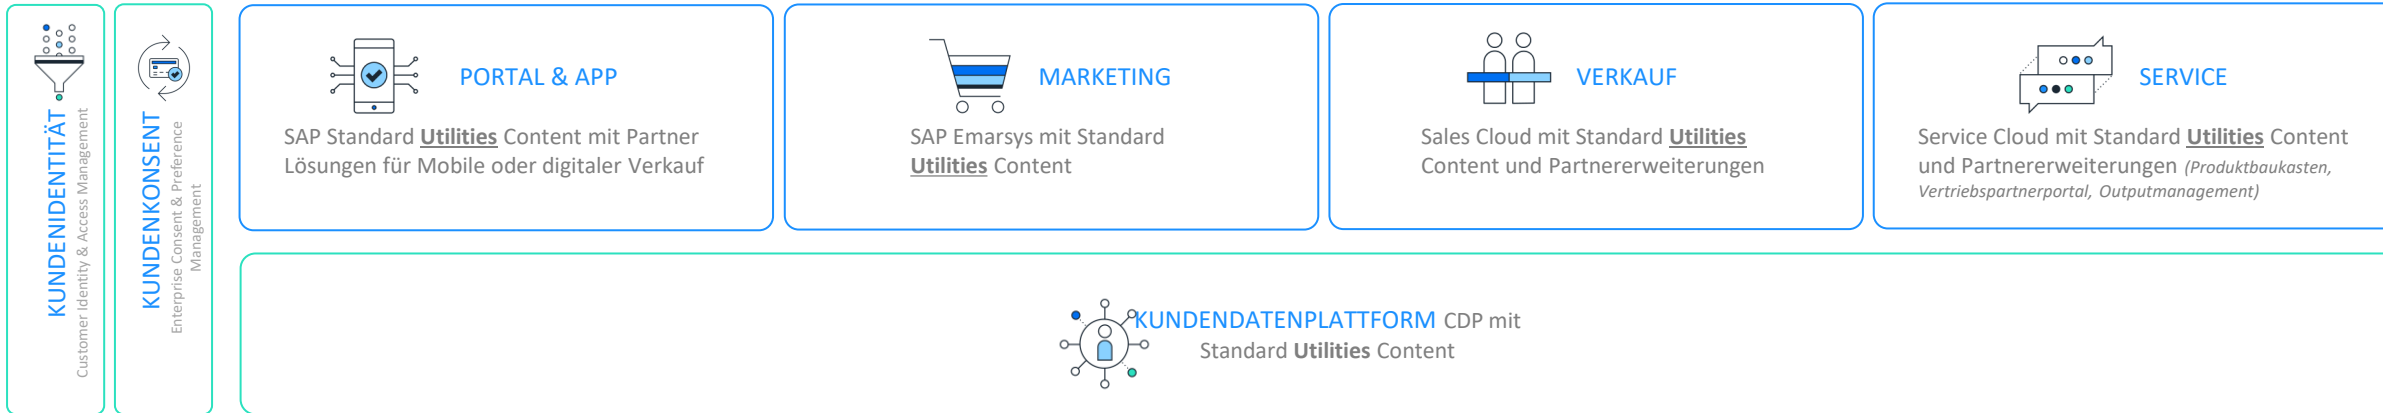 KUNDENIDENTITÄT
Customer Identity & Access Management
KUNDENKONSENT
Enterprise Consent & Preference
Management
PORTAL & APP
SAP Standard Utilities Content mit Partner
Lösungen für Mobile oder digitaler Verkauf
MARKETING
SAP Emarsys mit Standard
Utilities Content
VERKAUF
Sales Cloud mit Standard Utilities
Content und Partnererweiterungen
SERVICE
Service Cloud mit Standard Utilities Content
und Partnererweiterungen (Produktbaukasten,
Vertriebspartnerportal, Outputmanagement)
KUNDENDATENPLATTFORM CDP mit
Standard Utilities Content